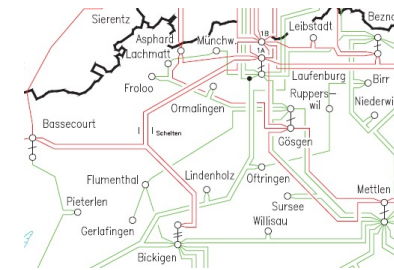 Sierentz
Leibstadt
Bezna
Asphard
Münchw.
1B
Lachmatt
1A
Froloo
Laufenburg
Birr
Ormalingen
Ruppers-
wil
Niederwi
Bassecourt
Schelten
Gösgen
Flumenthal
Lindenholz
Oftringen
Mettlen
Pieterlen
Sursee
Gerlafingen
Willisau
Bickigen